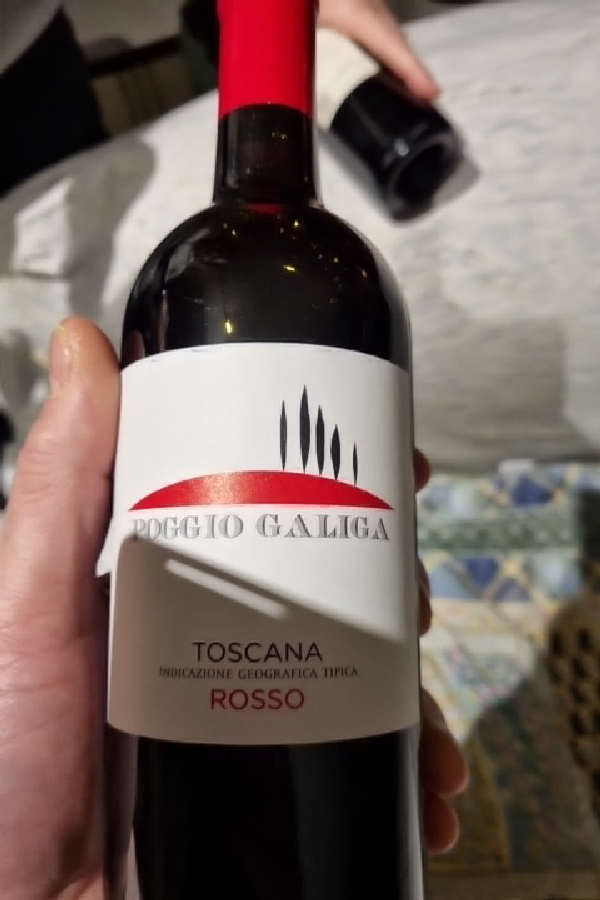 POGGIO GALIGA
TOSCANA
INDICAZIONE GEOGRAFICA TIPICA
ROSSO